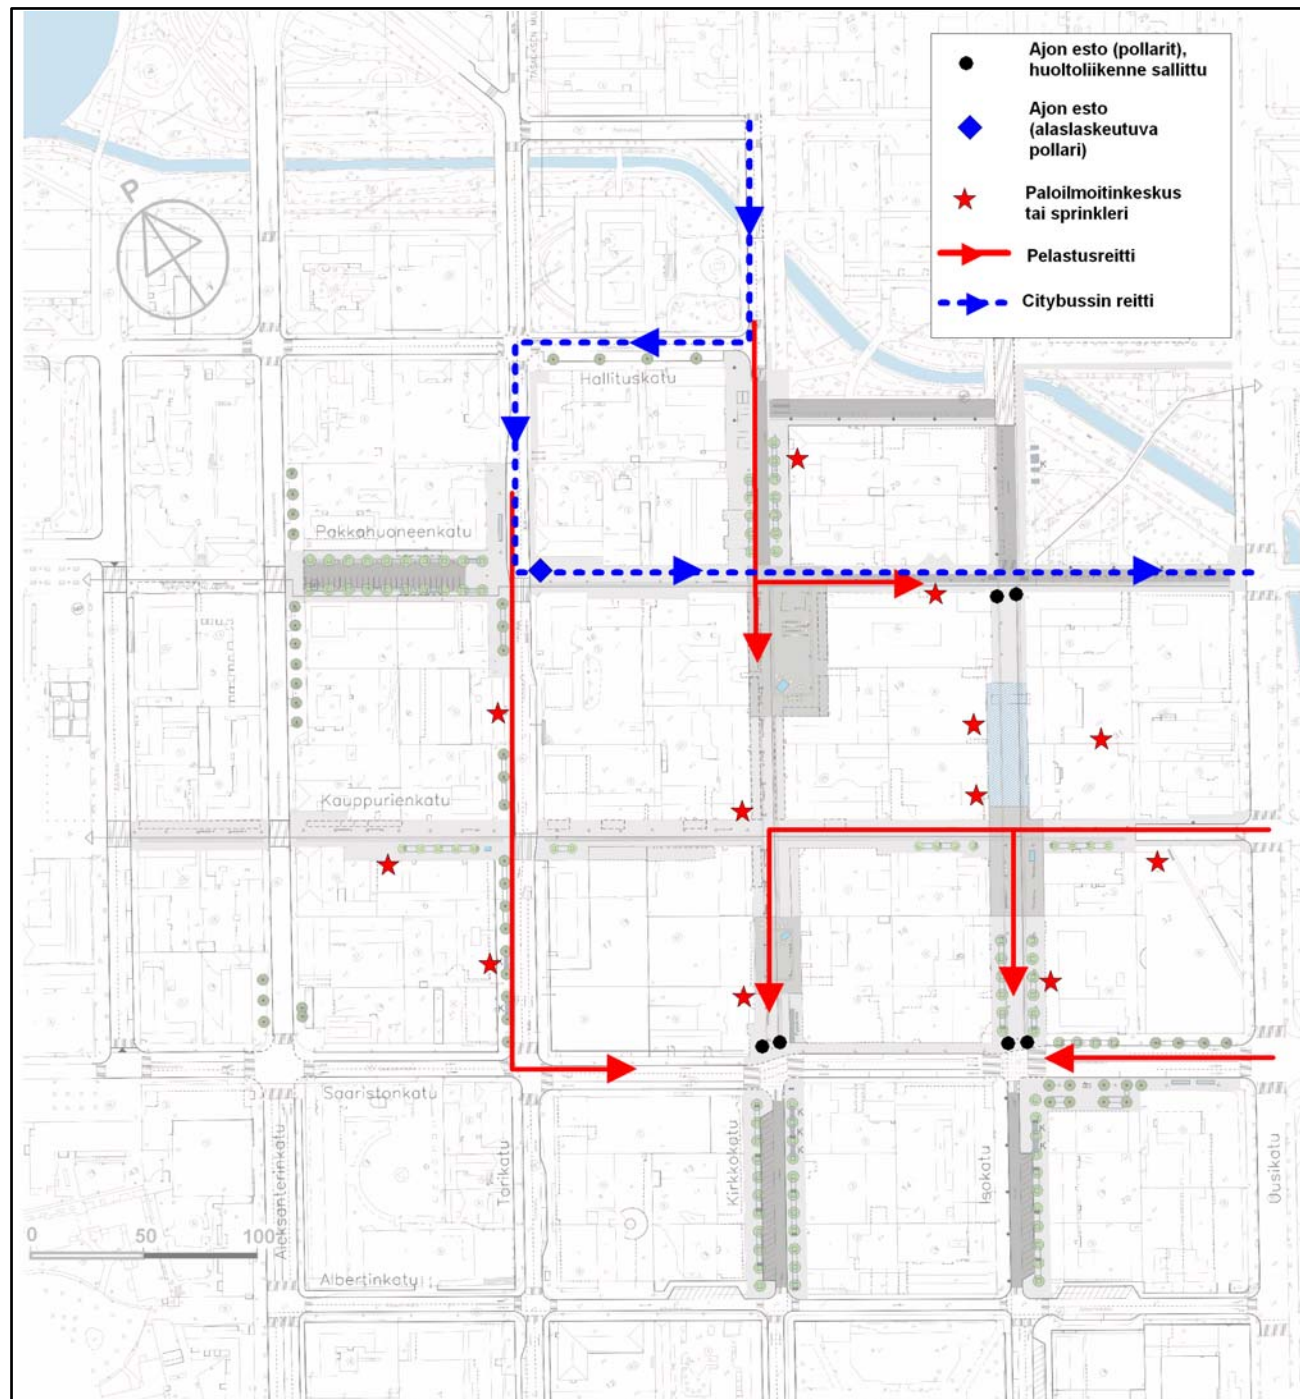 TASAUKSEN
Ajon esto (pollarit),
huoltoliikenne sallittu
Ajon esto
(alaslaskeutuva
pollari)
Paloilmoitinkeskus
tai sprinkleri
Pelastusreitti
Citybussin reitti
P
Hallituskatu
K
Pakkahuoneenkatu
Kauppurienkatu
Saaristonkatu
Aleksanterinkatu
Torikatu
Kirkkokatu
Isokatu
Uusikatu
K
K
K
K
0 50 100
Albertinkatu